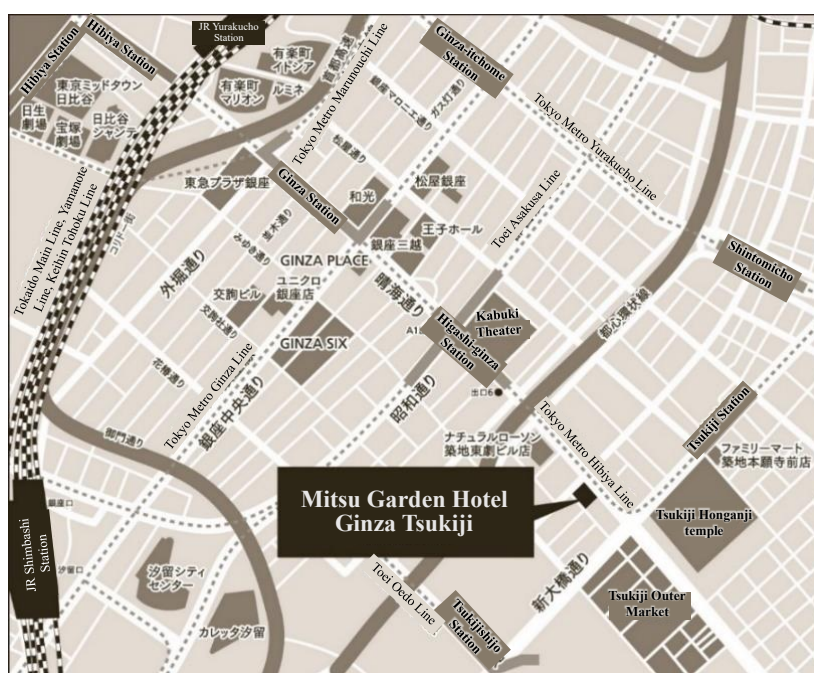 JR Yurakucho
Station
Hibiya Station
Hibiya Station
有楽町
イトシア
有楽町
マリオン
ルミネ
首都高速
Tokyo Metro Marunouchi Line
Ginza-itchome
Station
東京ミッドタウン
日比谷
日生
劇場
宝塚
劇場
日比谷
シャンテ
銀座マロニエ通り
ガス灯通り
Tokyo Metro Yurakucho Line
松屋通り
東急プラザ銀座
Ginza Station
和光
松屋銀座
Toei Asakusa Line
Tokaido Main Line, Yamanote
Line, Keihin Tohoku Line
コリドー街
並木通り
みゆき通り
外堀通り
GINZA PLACE
銀座三越
王子ホール
Shintomicho
Station
交詢ビル
ユニクロ
銀座店
晴海通り
Kabuki
Theater
都心環状線
交詢社通り
GINZA SIX
A1
Higashi-ginza
Station
花椿通り
Tokyo Metro Ginza Line
銀座中央通り
昭和通り
出口6
Tokyo Metro Hibiya Line
Tsukiji Station
御門通り
ナチュラルローソン
築地東劇ビル店
ファミリーマート
築地本願寺前店
Mitsu Garden Hotel
Ginza Tsukiji
Tsukiji Honganji
temple
銀座口
JR Shimbashi
Station
汐留口
汐留シティ
センター
カレッタ汐留
Toei Oedo Line
Tsukijishijo
Station
新大橋通り
Tsukiji Outer
Market